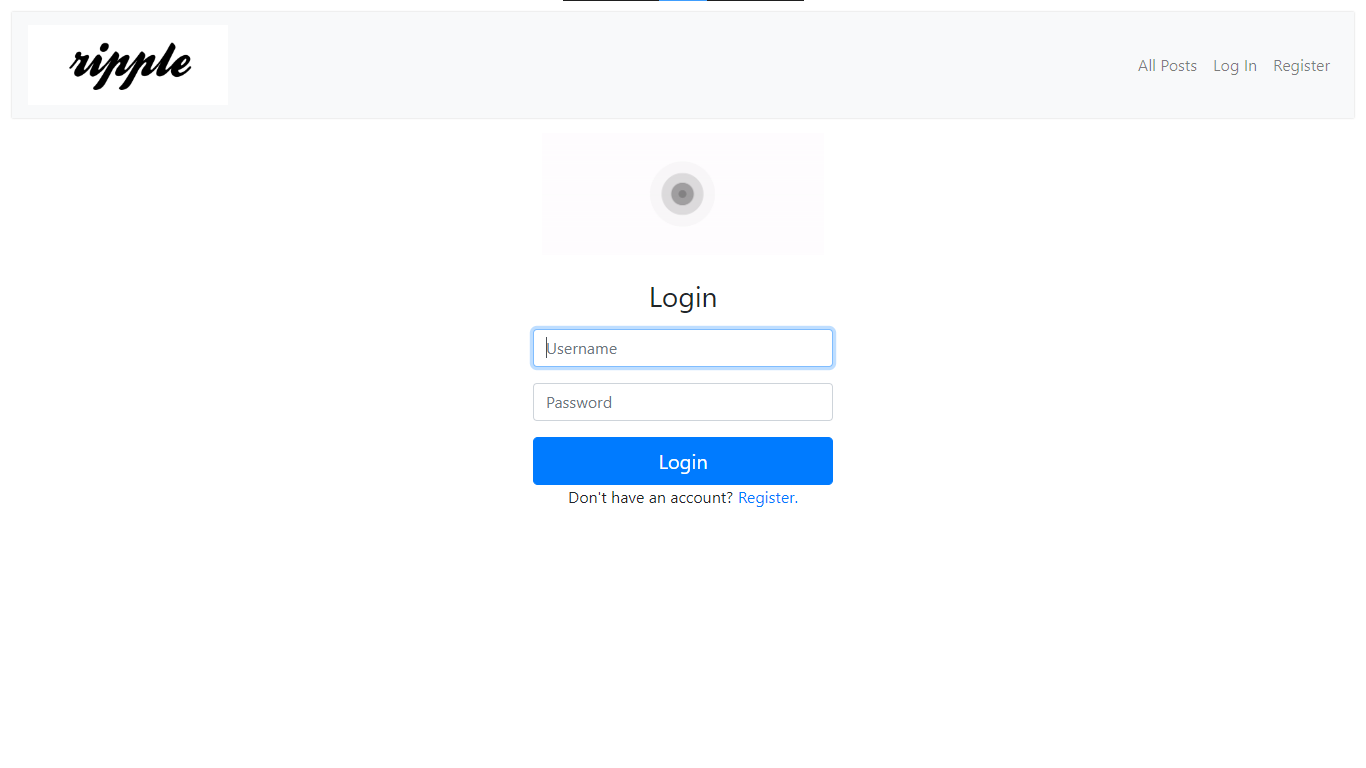 ripple
All Posts Log In Register
Login
Username
Password
Login
Don't have an account? Register.